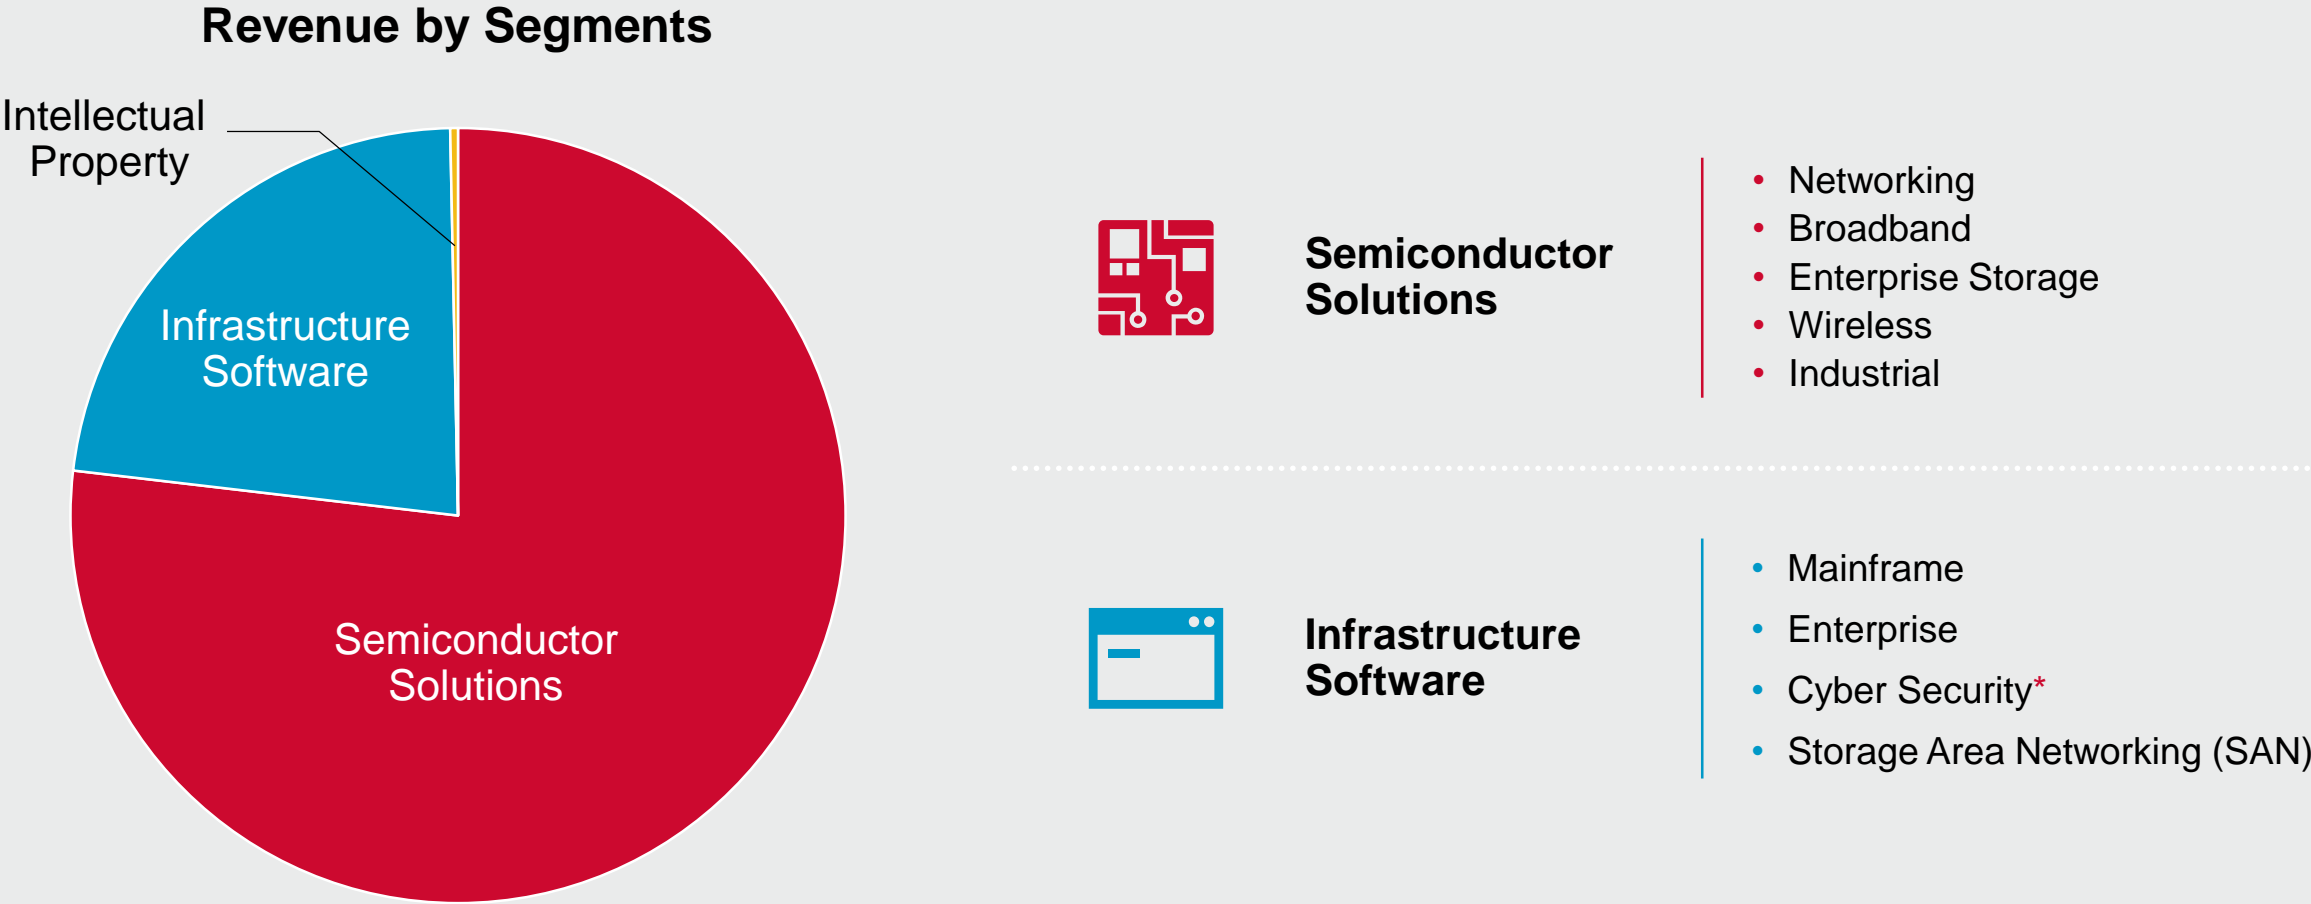 Revenue by Segments
Intellectual
Property
Infrastructure
Software
Semiconductor
Solutions
Semiconductor
Solutions
• Networking
• Broadband
• Enterprise Storage
• Wireless
• Industrial
Infrastructure
Software
• Mainframe
• Enterprise
• Cyber Security*
• Storage Area Networking (SAN)